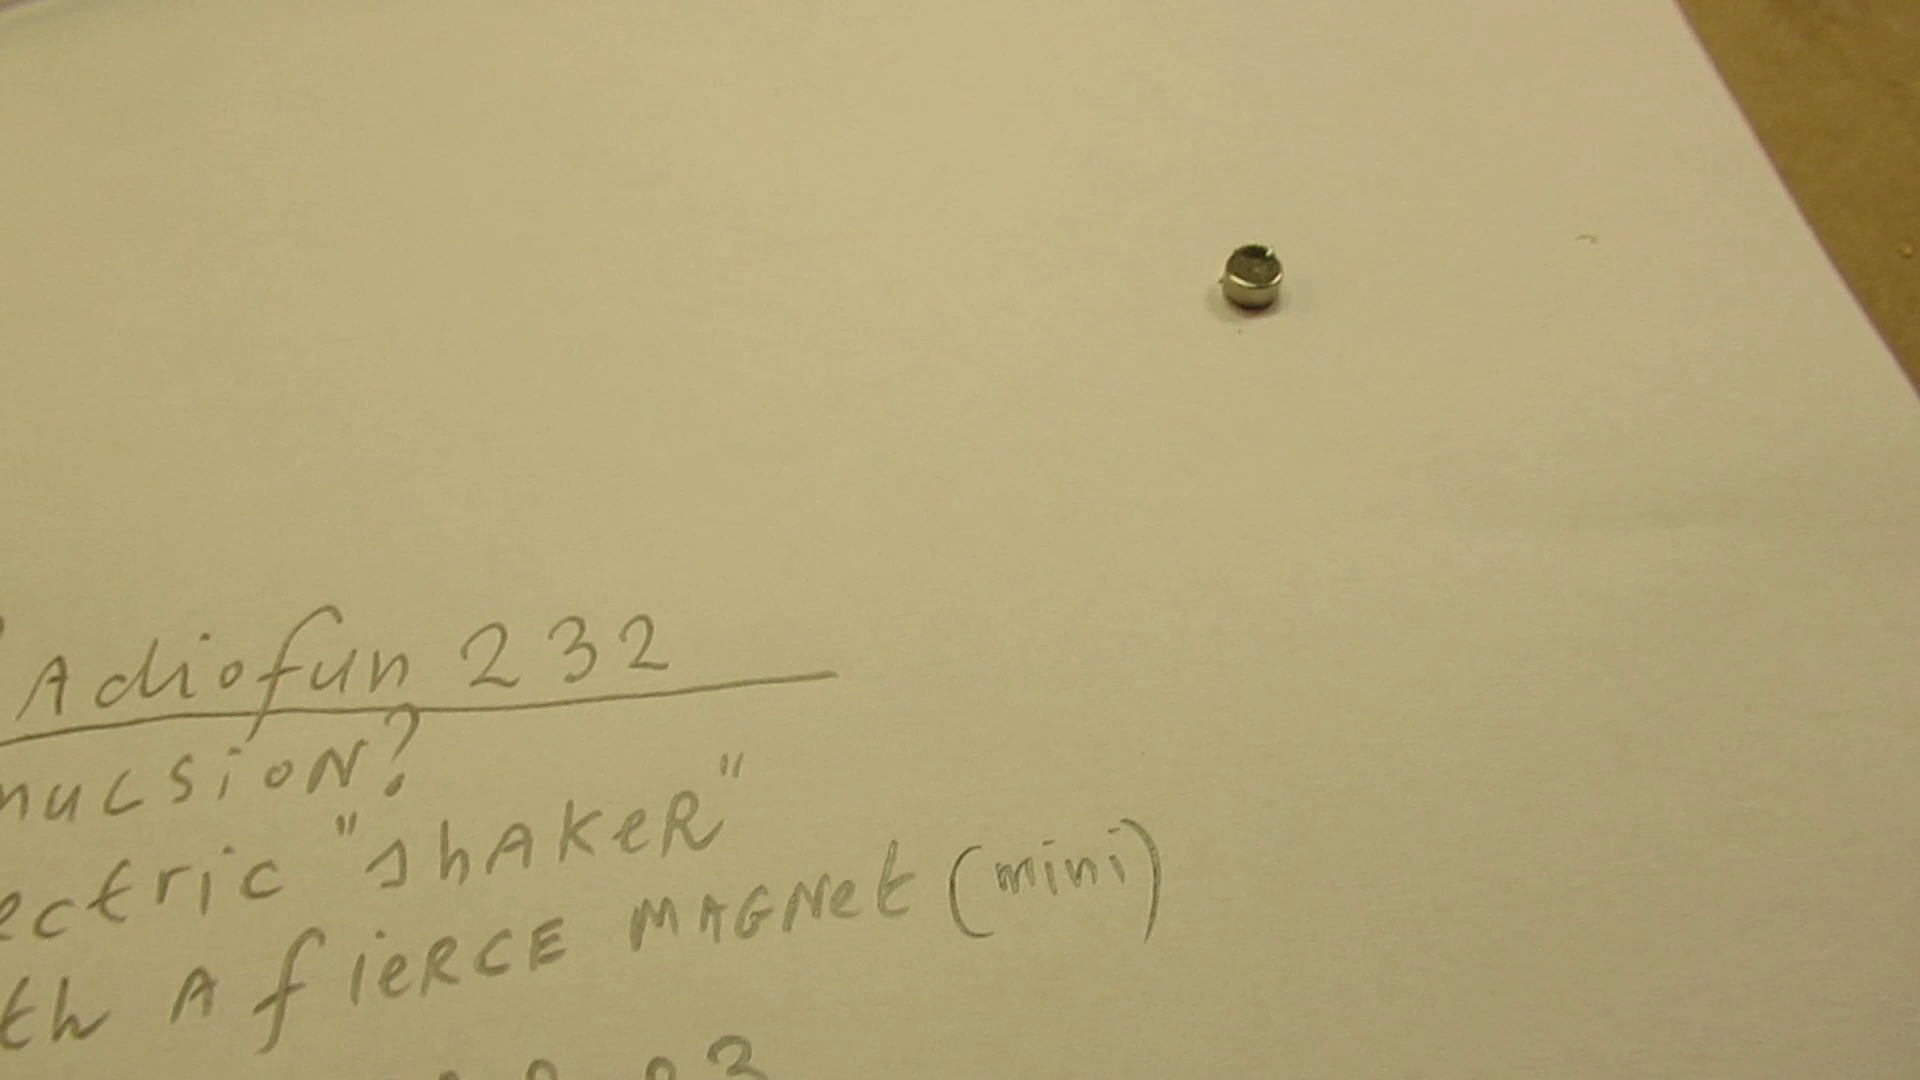 Adiofun 232
nucsioN?
ectric "shAKeR"
th A fieRCE MAGNet (mini)